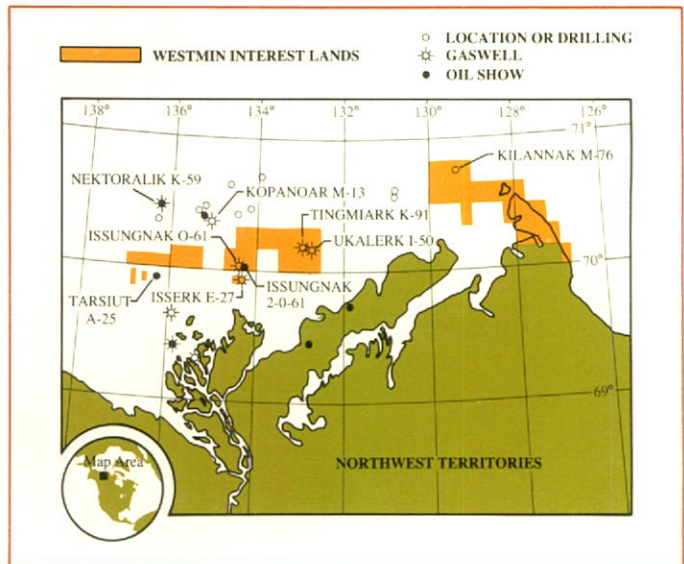 WESTMIN INTEREST LANDS
LOCATION OR DRILLING
GASWELL
OIL SHOW
138°
136°
134°
132°
130°
128°
126°
71°
KILANNAK M-76
NEKTORALIK K-59
KOPANOAR M-13
TINGMIARK K-91
ISSUNGNAK O-61
UKALERK I-50
70°
TARSIUT
A-25
ISSERK E-27
ISSUNGNAK
2-0-61
69°
Map Area
NORTHWEST TERRITORIES